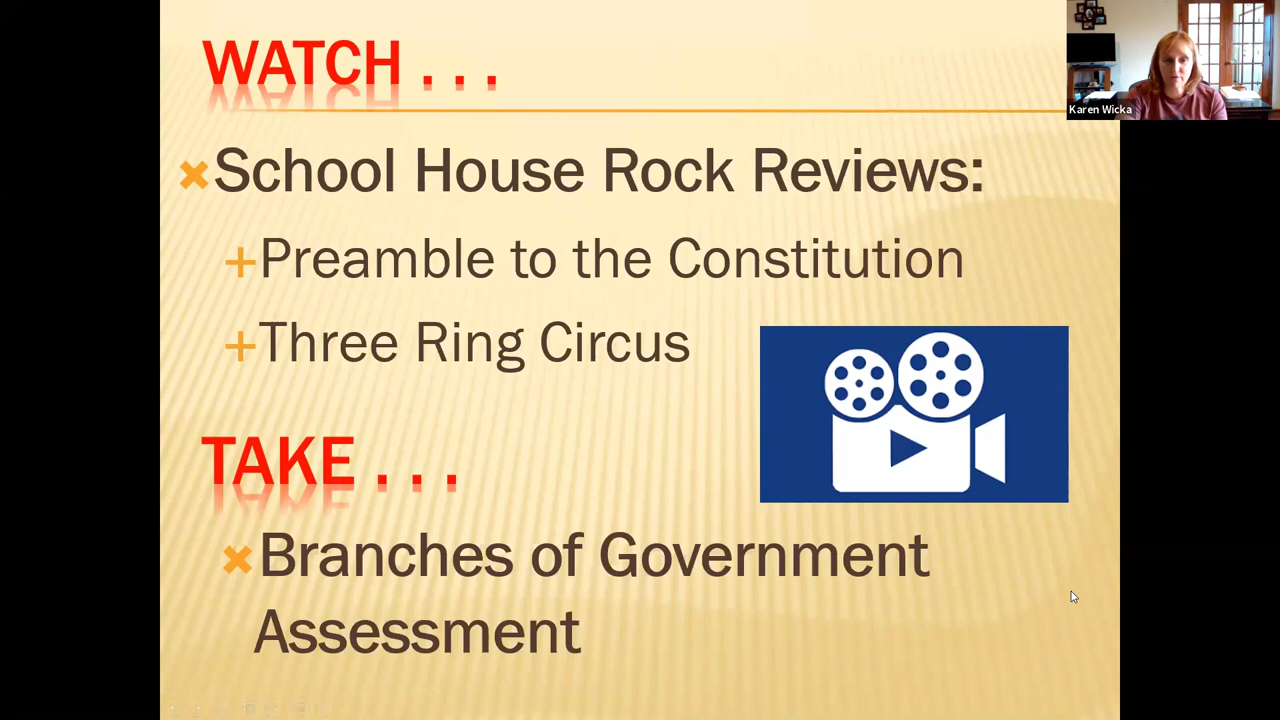 WATCH . . .
Karen Wicka
School House Rock Reviews:
Preamble to the Constitution
Three Ring Circus
TAKE . . .
Branches of Government
Assessment